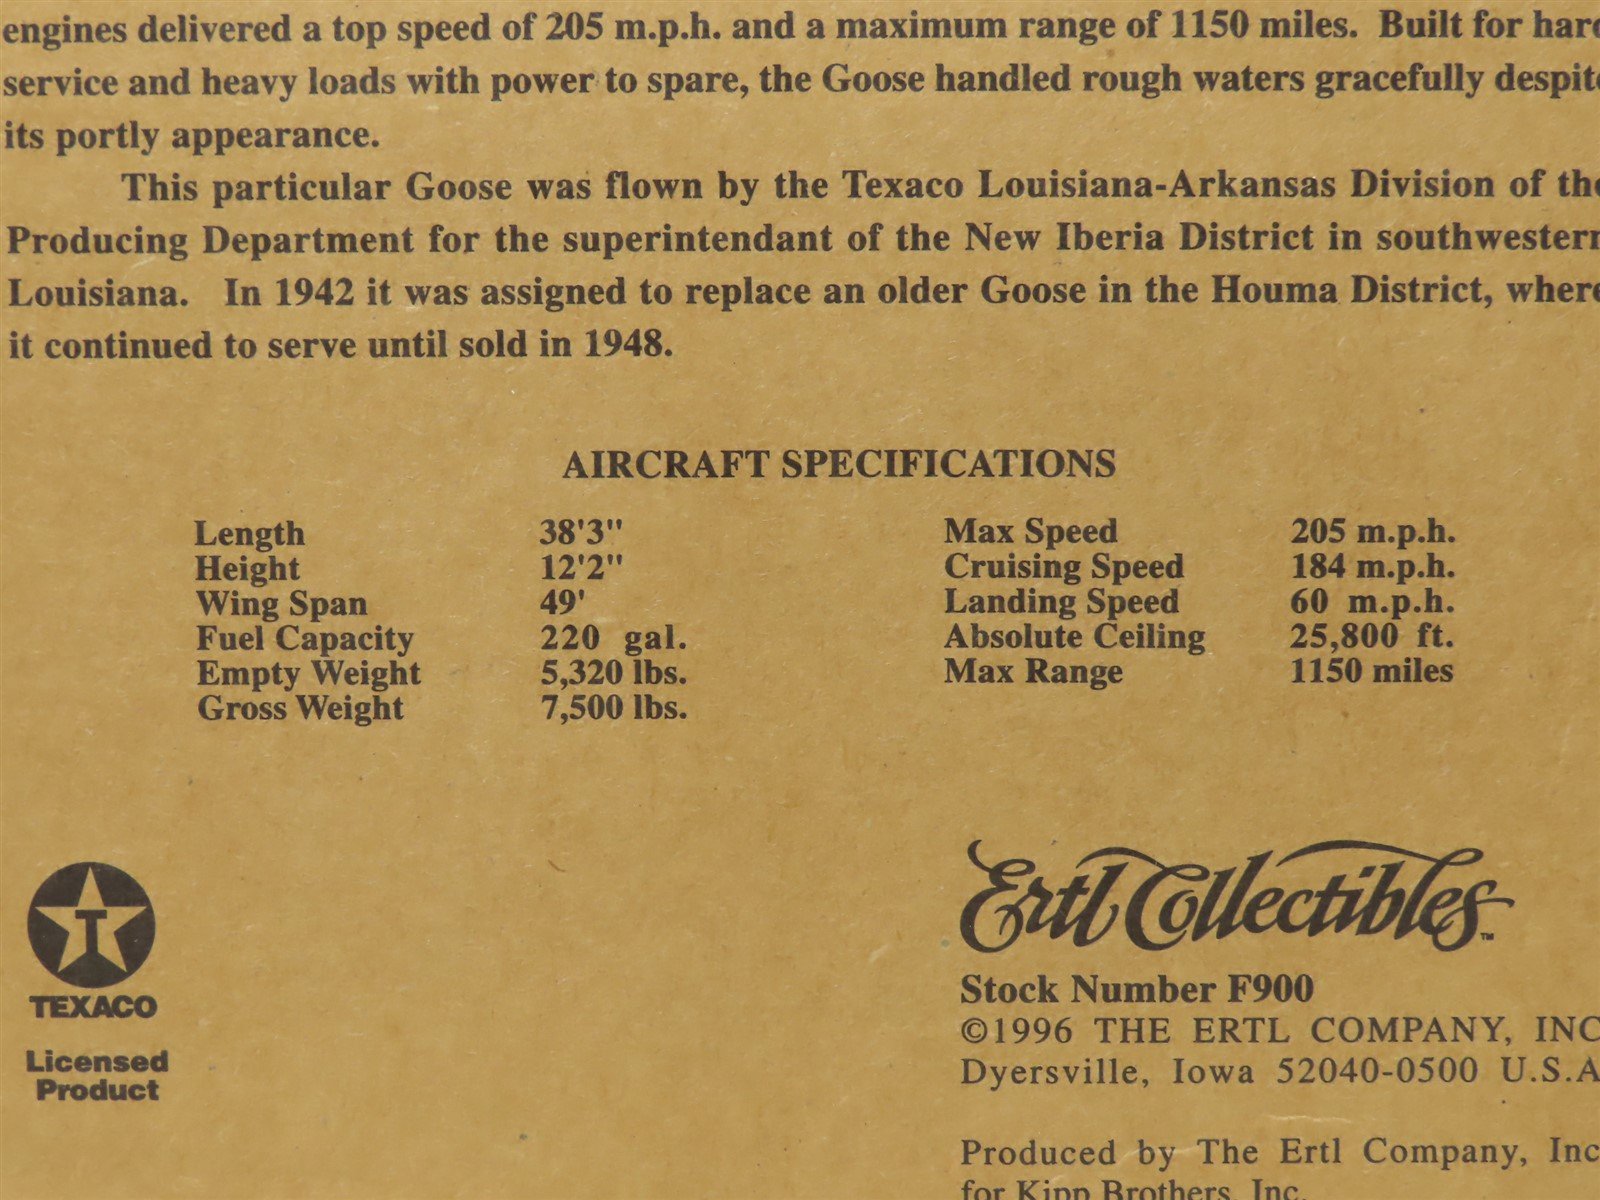 engines delivered a top speed of 205 m.p.h. and a maximum range of 1150 miles. Built for hard
service and heavy loads with power to spare, the Goose handled rough waters gracefully despite
its portly appearance.
This particular Goose was flown by the Texaco Louisiana-Arkansas Division of the
Producing Department for the superintendant of the New Iberia District in southwestern
Louisiana. In 1942 it was assigned to replace an older Goose in the Houma District, where
it continued to serve until sold in 1948.
AIRCRAFT SPECIFICATIONS
Length 38'3"
Height 12'2"
Wing Span 49'
Fuel Capacity 220 gal.
Empty Weight 5,320 lbs.
Gross Weight 7,500 lbs.
Max Speed 205 m.p.h.
Cruising Speed 184 m.p.h.
Landing Speed 60 m.p.h.
Absolute Ceiling 25,800 ft.
Max Range 1150 miles
T
TEXACO
Licensed
Product
Ertl Collectibles™
Stock Number F900
©1996 THE ERTL COMPANY, INC
Dyersville, Iowa 52040-0500 U.S.A
Produced by The Ertl Company, Inc
for Kipp Brothers, Inc.